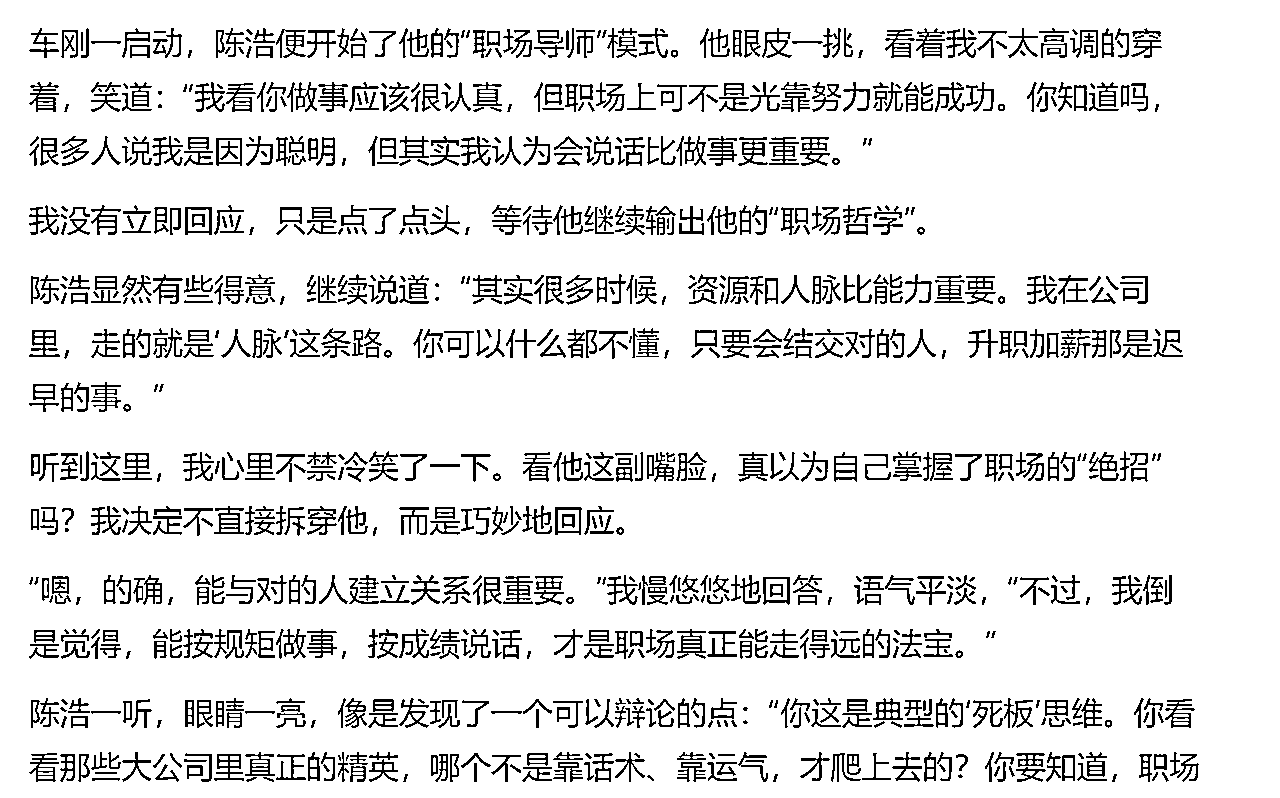 车刚一启动，陈浩便开始了他的“职场导师”模式。他眼皮一挑，看着我不太高调的穿
着，笑道：“我看你做事应该很认真，但职场上可不是光靠努力就能成功。你知道吗，
很多人说我是因为聪明，但其实我认为会说话比做事更重要。”
我没有立即回应，只是点了点头，等待他继续输出他的“职场哲学”。
陈浩显然有些得意，继续说道：“其实很多时候，资源和人脉比能力重要。我在公司
里，走的就是‘人脉’这条路。你可以什么都不懂，只要会结交对的人，升职加薪那是迟
早的事。”
听到这里，我心里不禁冷笑了一下。看他这副嘴脸，真以为自己掌握了职场的“绝招”
吗？我决定不直接拆穿他，而是巧妙地回应。
“嗯，的确，能与对的人建立关系很重要。”我慢悠悠地回答，语气平淡，“不过，我倒
是觉得，能按规矩做事，按成绩说话，才是职场真正能走得远的法宝。”
陈浩一听，眼睛一亮，像是发现了一个可以辩论的点：“你这是典型的‘死板’思维。你看
看那些大公司里真正的精英，哪个不是靠话术、靠运气，才爬上去的？你要知道，职场